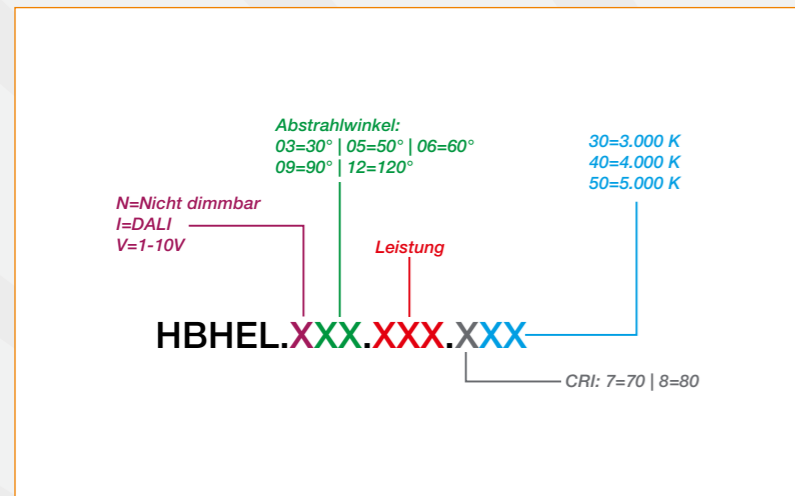 Abstrahlwinkel:
03=30° | 05=50° | 06=60°
09=90° | 12=120°
30=3.000 K
40=4.000 K
50=5.000 K
N=Nicht dimmbar
I=DALI
V=1-10V
Leistung
HBHEL.XXX.XXX.XXX
CRI: 7=70 | 8=80